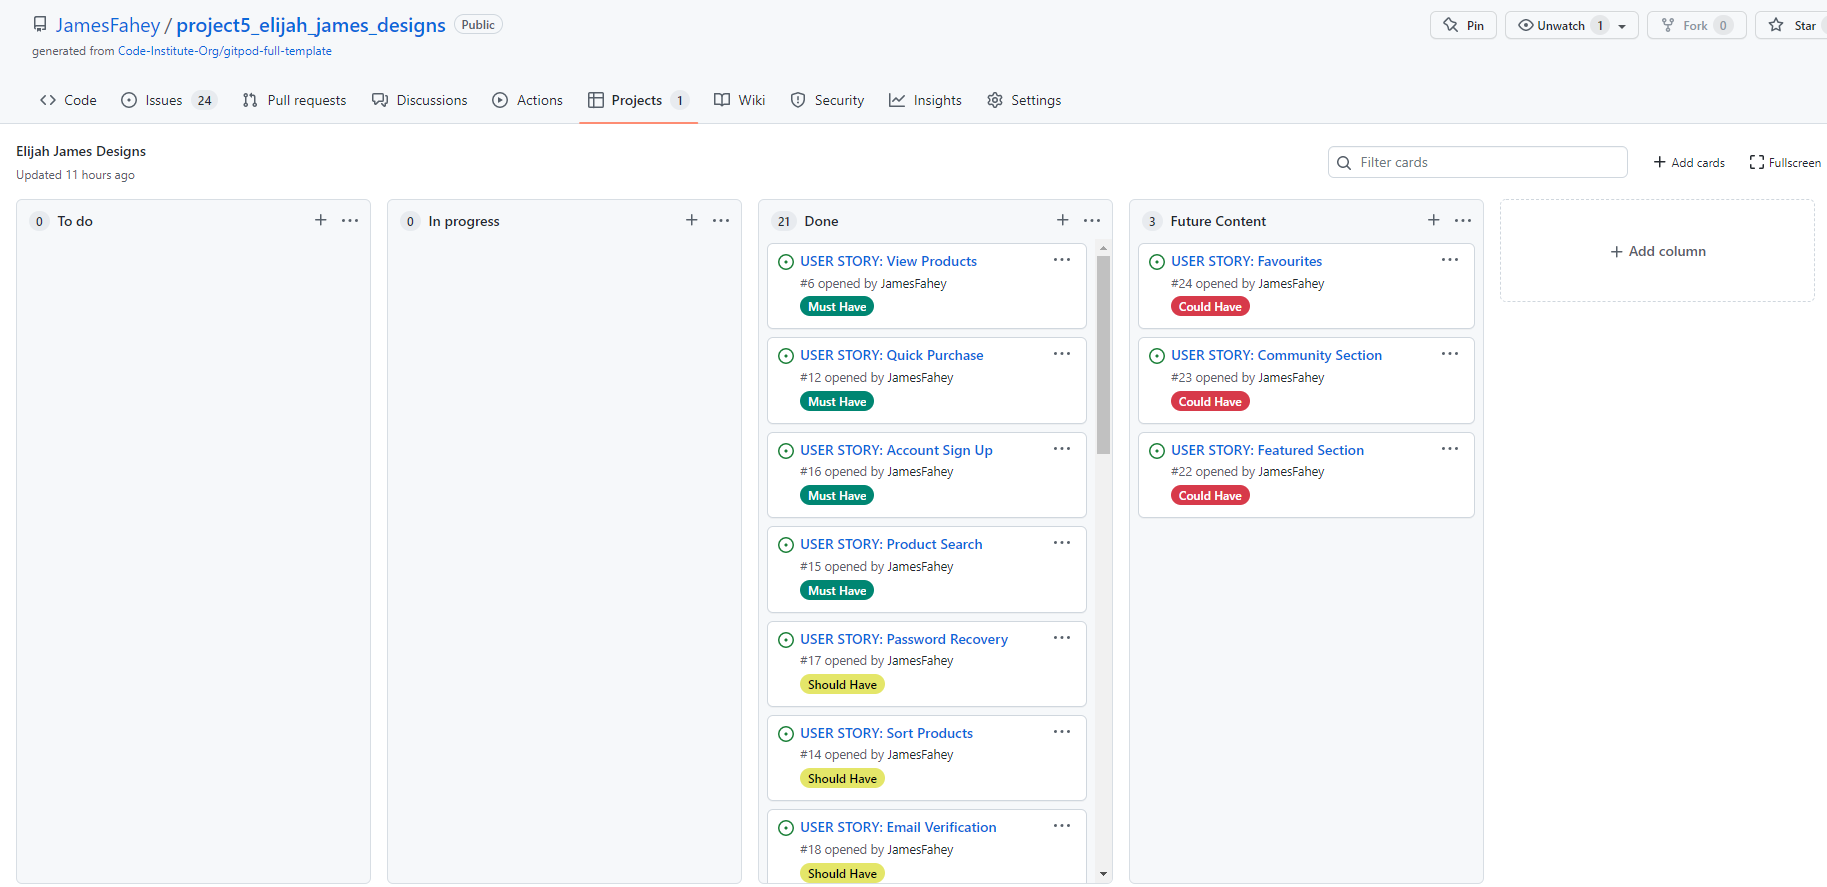 JamesFahey / project5_elijah_james_designs Public
Pin
Unwatch 1
Fork 0
Star
generated from Code-Institute-Org/gitpod-full-template
Code
Issues 24
Pull requests
Discussions
Actions
Projects 1
Wiki
Security
Insights
Settings
Elijah James Designs
Updated 11 hours ago
Filter cards
Add cards
Fullscreen
0 To do
0 In progress
21 Done
USER STORY: View Products
#6 opened by JamesFahey
Must Have
USER STORY: Quick Purchase
#12 opened by JamesFahey
Must Have
USER STORY: Account Sign Up
#16 opened by JamesFahey
Must Have
USER STORY: Product Search
#15 opened by JamesFahey
Must Have
USER STORY: Password Recovery
#17 opened by JamesFahey
Should Have
USER STORY: Sort Products
#14 opened by JamesFahey
Should Have
USER STORY: Email Verification
#18 opened by JamesFahey
Should Have
3 Future Content
USER STORY: Favourites
#24 opened by JamesFahey
Could Have
USER STORY: Community Section
#23 opened by JamesFahey
Could Have
USER STORY: Featured Section
#22 opened by JamesFahey
Could Have
Add column